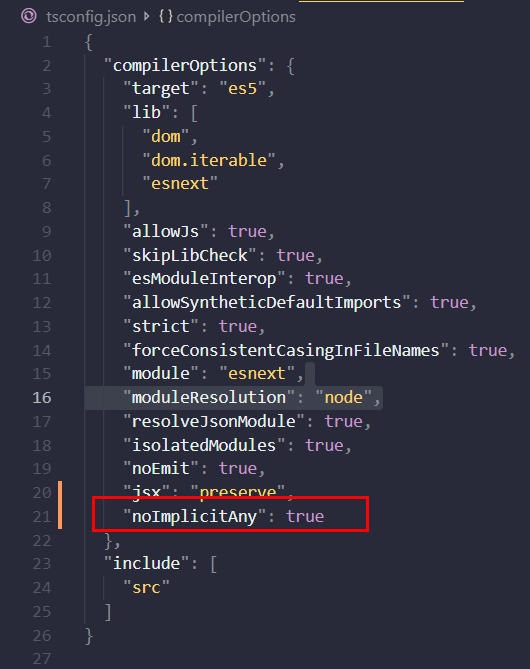 tsconfig.json > {} compilerOptions
1 {
2 "compilerOptions": {
3 "target": "es5",
4 "lib": [
5 "dom",
6 "dom.iterable",
7 "esnext"
8 ],
9 "allowJs": true,
10 "skipLibCheck": true,
11 "esModuleInterop": true,
12 "allowSyntheticDefaultImports": true,
13 "strict": true,
14 "forceConsistentCasingInFileNames": true,
15 "module": "esnext",
16 "moduleResolution": "node",
17 "resolveJsonModule": true,
18 "isolatedModules": true,
19 "noEmit": true,
20 "jsx": "preserve",
21 "noImplicitAny": true
22 },
23 "include": [
24 "src"
25 ]
26 }
27